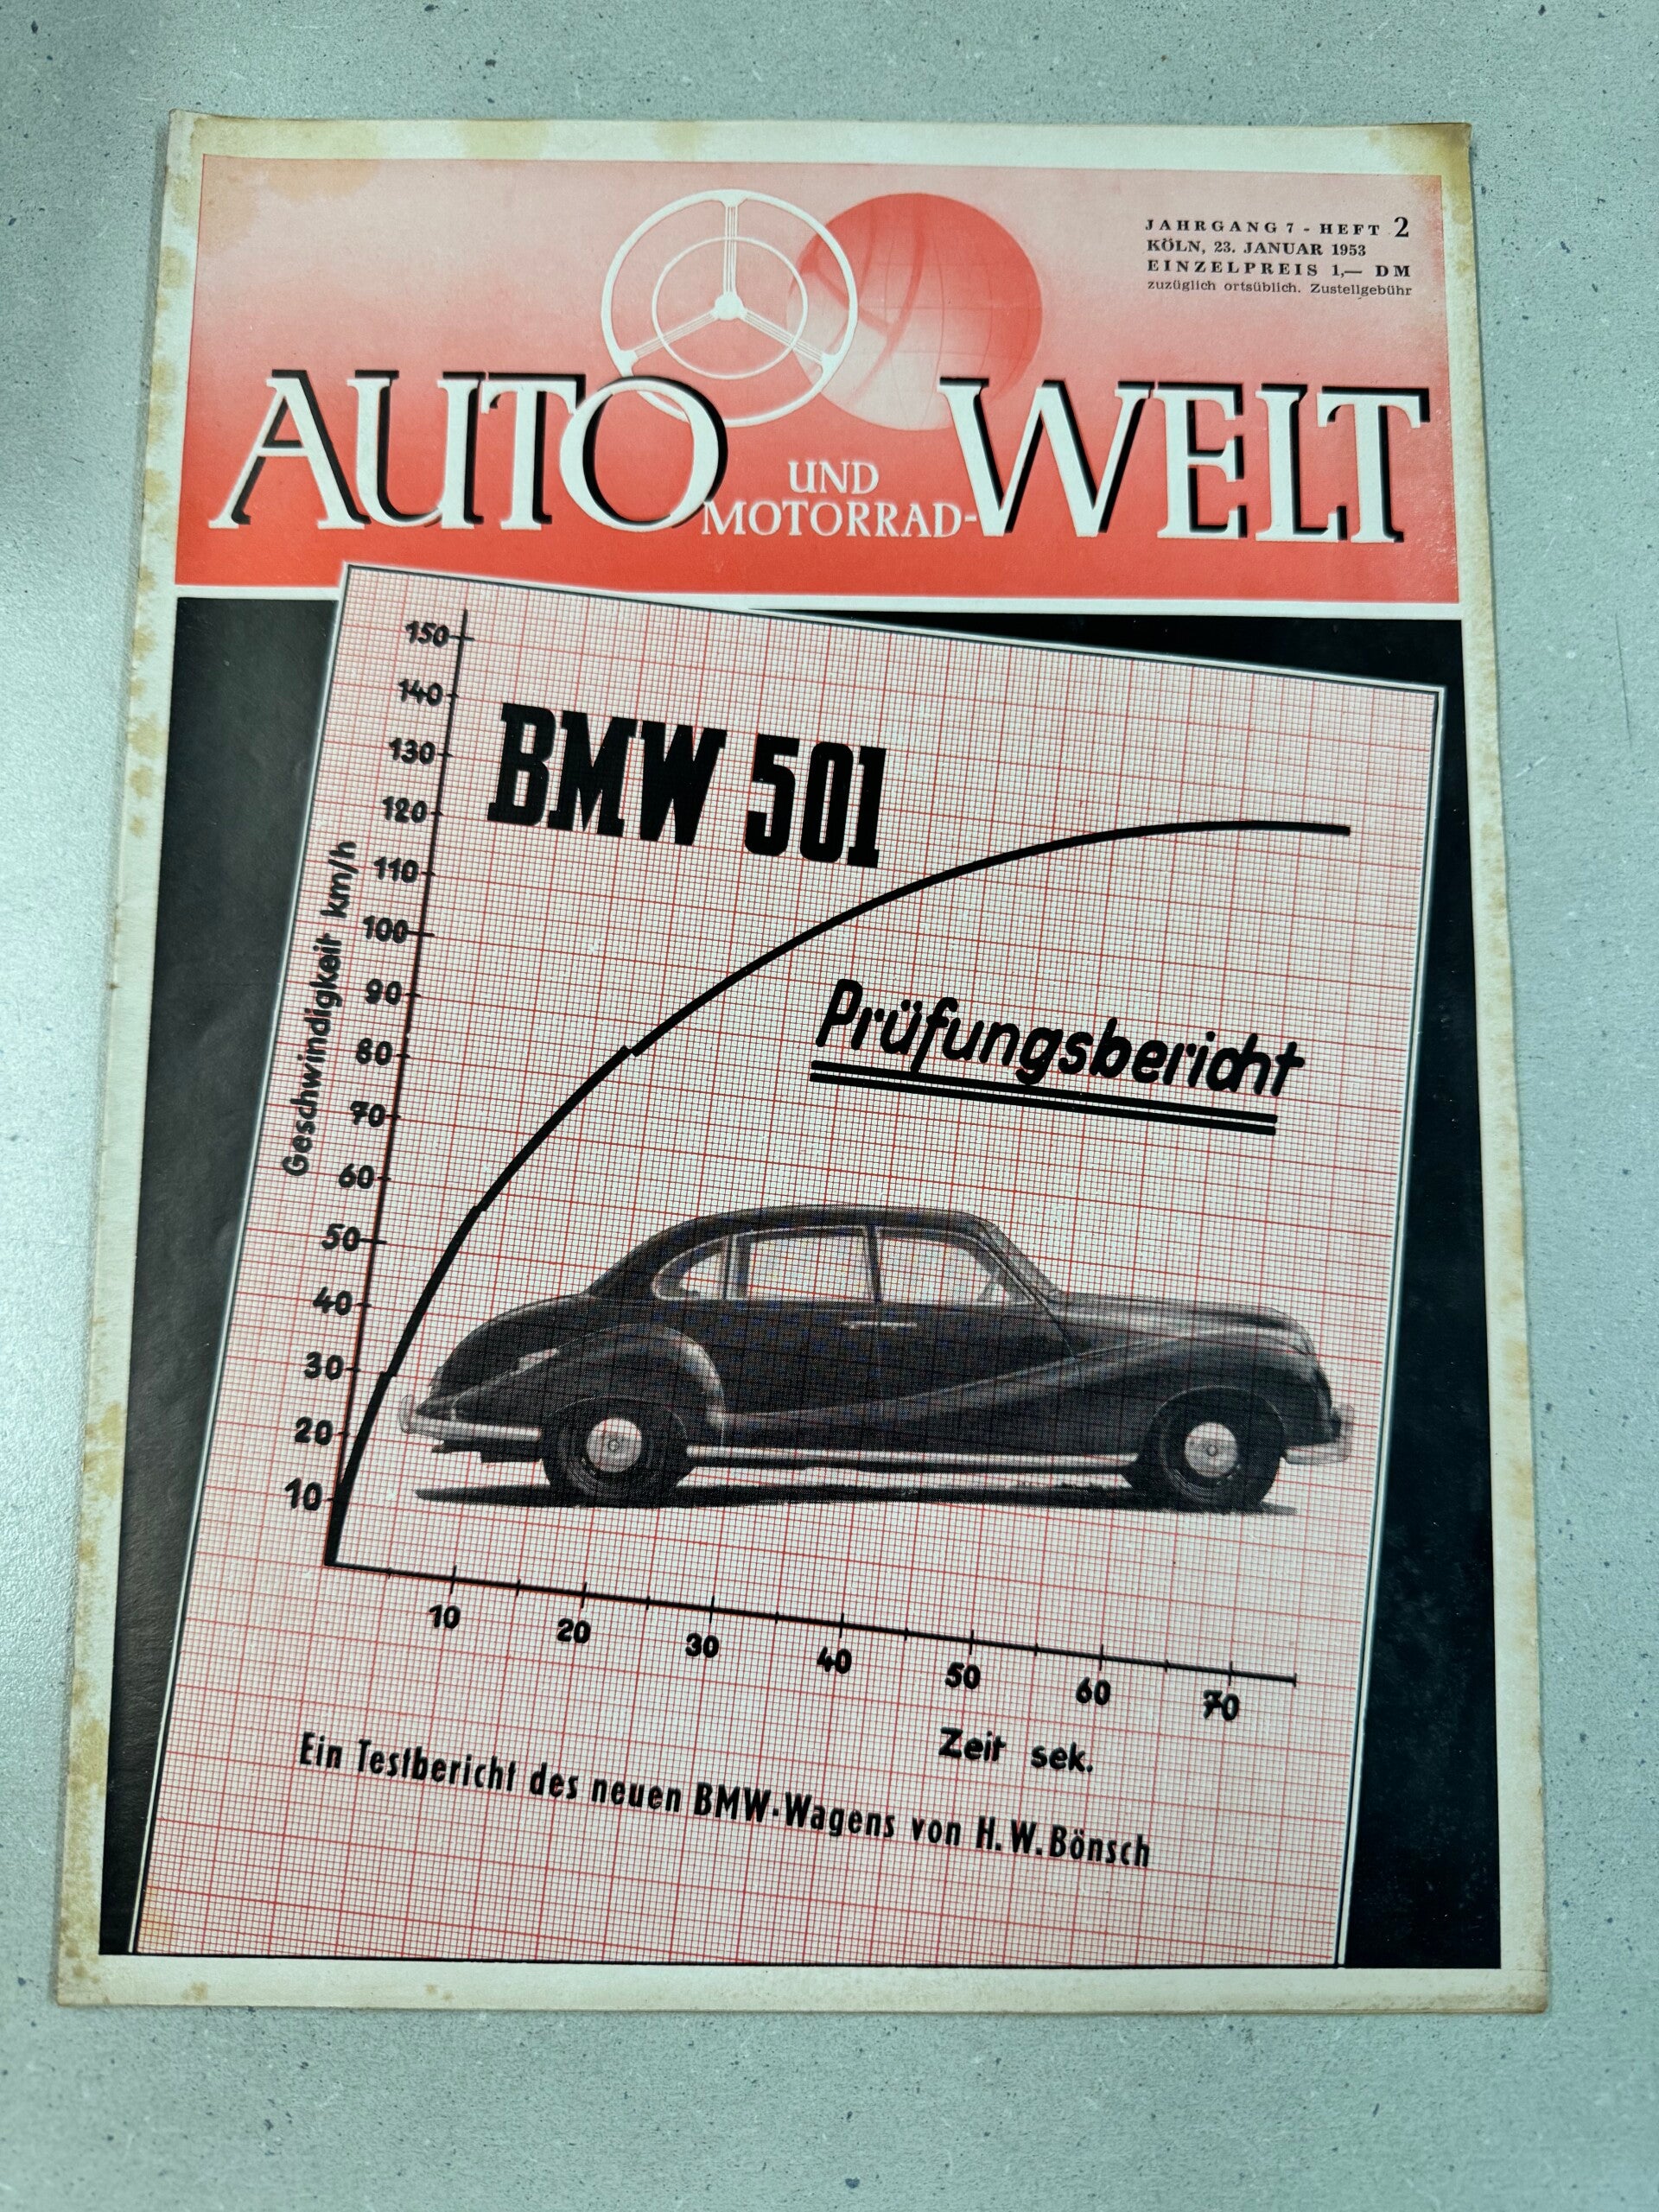 JAHRGANG 7 - HEFT 2
KÖLN, 23. JANUAR 1953
EINZELPREIS 1,— DM
zuzüglich ortsüblich. Zustellgebühr
AUTO UND MOTORRAD-WELT
150
140
130
120
110
100
90
80
70
60
50
40
30
20
10
Geschwindigkeit km/h
BMW 501
Prüfungsbericht
10 20 30 40 50 60 70
Zeit sek.
Ein Testbericht des neuen BMW-Wagens von H. W. Bönsch